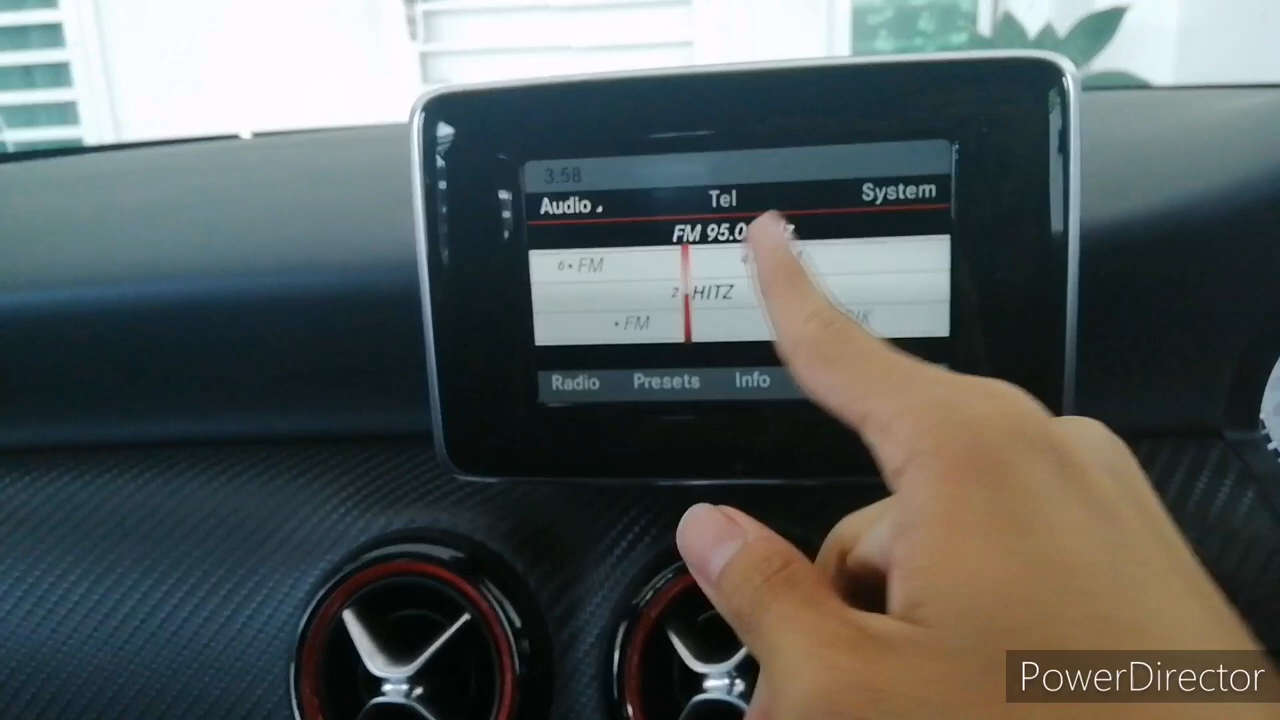 3.58
Audio Tel System
FM 95.0
6 • FM
2 HITZ
• FM
Radio Presets Info
PowerDirector